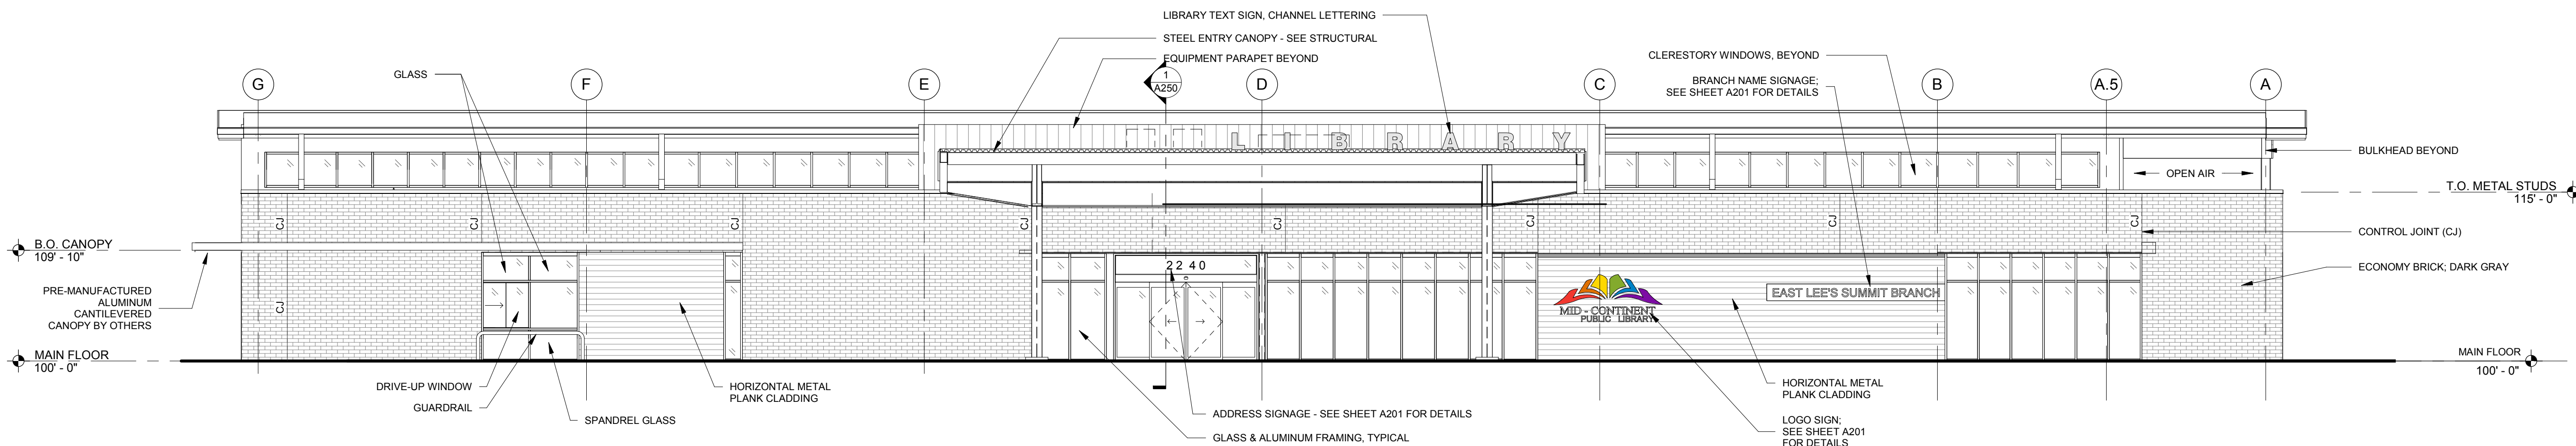 LIBRARY TEXT SIGN, CHANNEL LETTERING
STEEL ENTRY CANOPY - SEE STRUCTURAL
EQUIPMENT PARAPET BEYOND
CLERESTORY WINDOWS, BEYOND
GLASS
BRANCH NAME SIGNAGE;
SEE SHEET A201 FOR DETAILS
G
F
E
1
A250
D
C
B
A.5
A
LIBRARY
BULKHEAD BEYOND
OPEN AIR
T.O. METAL STUDS
115' - 0"
CJ
CJ
CJ
CJ
CJ
CJ
CJ
CJ
CONTROL JOINT (CJ)
B.O. CANOPY
109' - 10"
2240
ECONOMY BRICK; DARK GRAY
PRE-MANUFACTURED
ALUMINUM
CANTILEVERED
CANOPY BY OTHERS
CJ
EAST LEE'S SUMMIT BRANCH
MID-CONTINENT
PUBLIC LIBRARY
MAIN FLOOR
100' - 0"
MAIN FLOOR
100' - 0"
DRIVE-UP WINDOW
GUARDRAIL
SPANDREL GLASS
HORIZONTAL METAL
PLANK CLADDING
ADDRESS SIGNAGE - SEE SHEET A201 FOR DETAILS
GLASS & ALUMINUM FRAMING, TYPICAL
HORIZONTAL METAL
PLANK CLADDING
LOGO SIGN;
SEE SHEET A201
FOR DETAILS